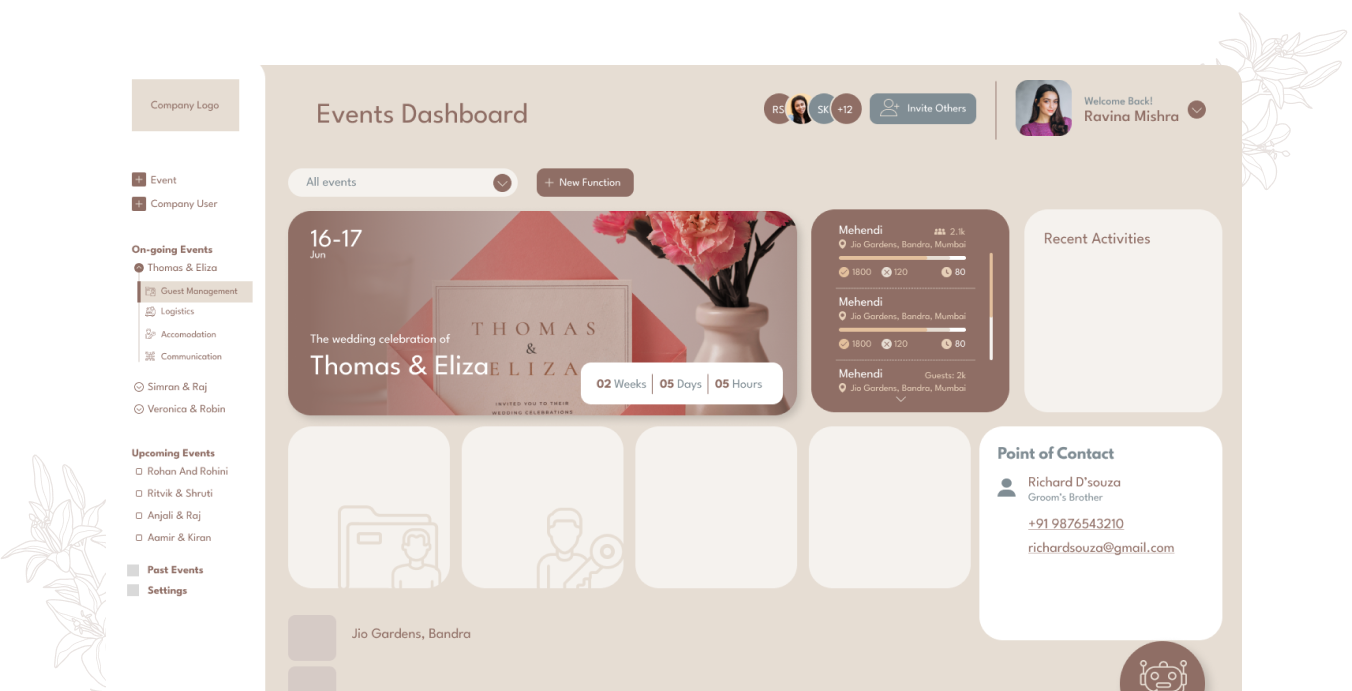 Company Logo
Events Dashboard
RS
SK
+12
Invite Others
Welcome Back!
Ravina Mishra
Event
Company User
All events
New Function
On-going Events
Thomas & Eliza
Guest Management
Logistics
Accomodation
Communication
Simran & Raj
Veronica & Robin
Upcoming Events
Rohan And Rohini
Ritvik & Shruti
Anjali & Raj
Aamir & Kiran
Past Events
Settings
16-17
Jun
The wedding celebration of
Thomas & Eliza
THOMAS
&
ELIZA
INVITED YOU TO THEIR
WEDDING CELEBRATIONS
02 Weeks
05 Days
05 Hours
Mehendi
2.1k
Jio Gardens, Bandra, Mumbai
1800
120
80
Mehendi
Jio Gardens, Bandra, Mumbai
1800
120
80
Mehendi
Guests: 2k
Jio Gardens, Bandra, Mumbai
Recent Activities
Point of Contact
Richard D'souza
Groom's Brother
+91 9876543210
richardsouza@gmail.com
Jio Gardens, Bandra